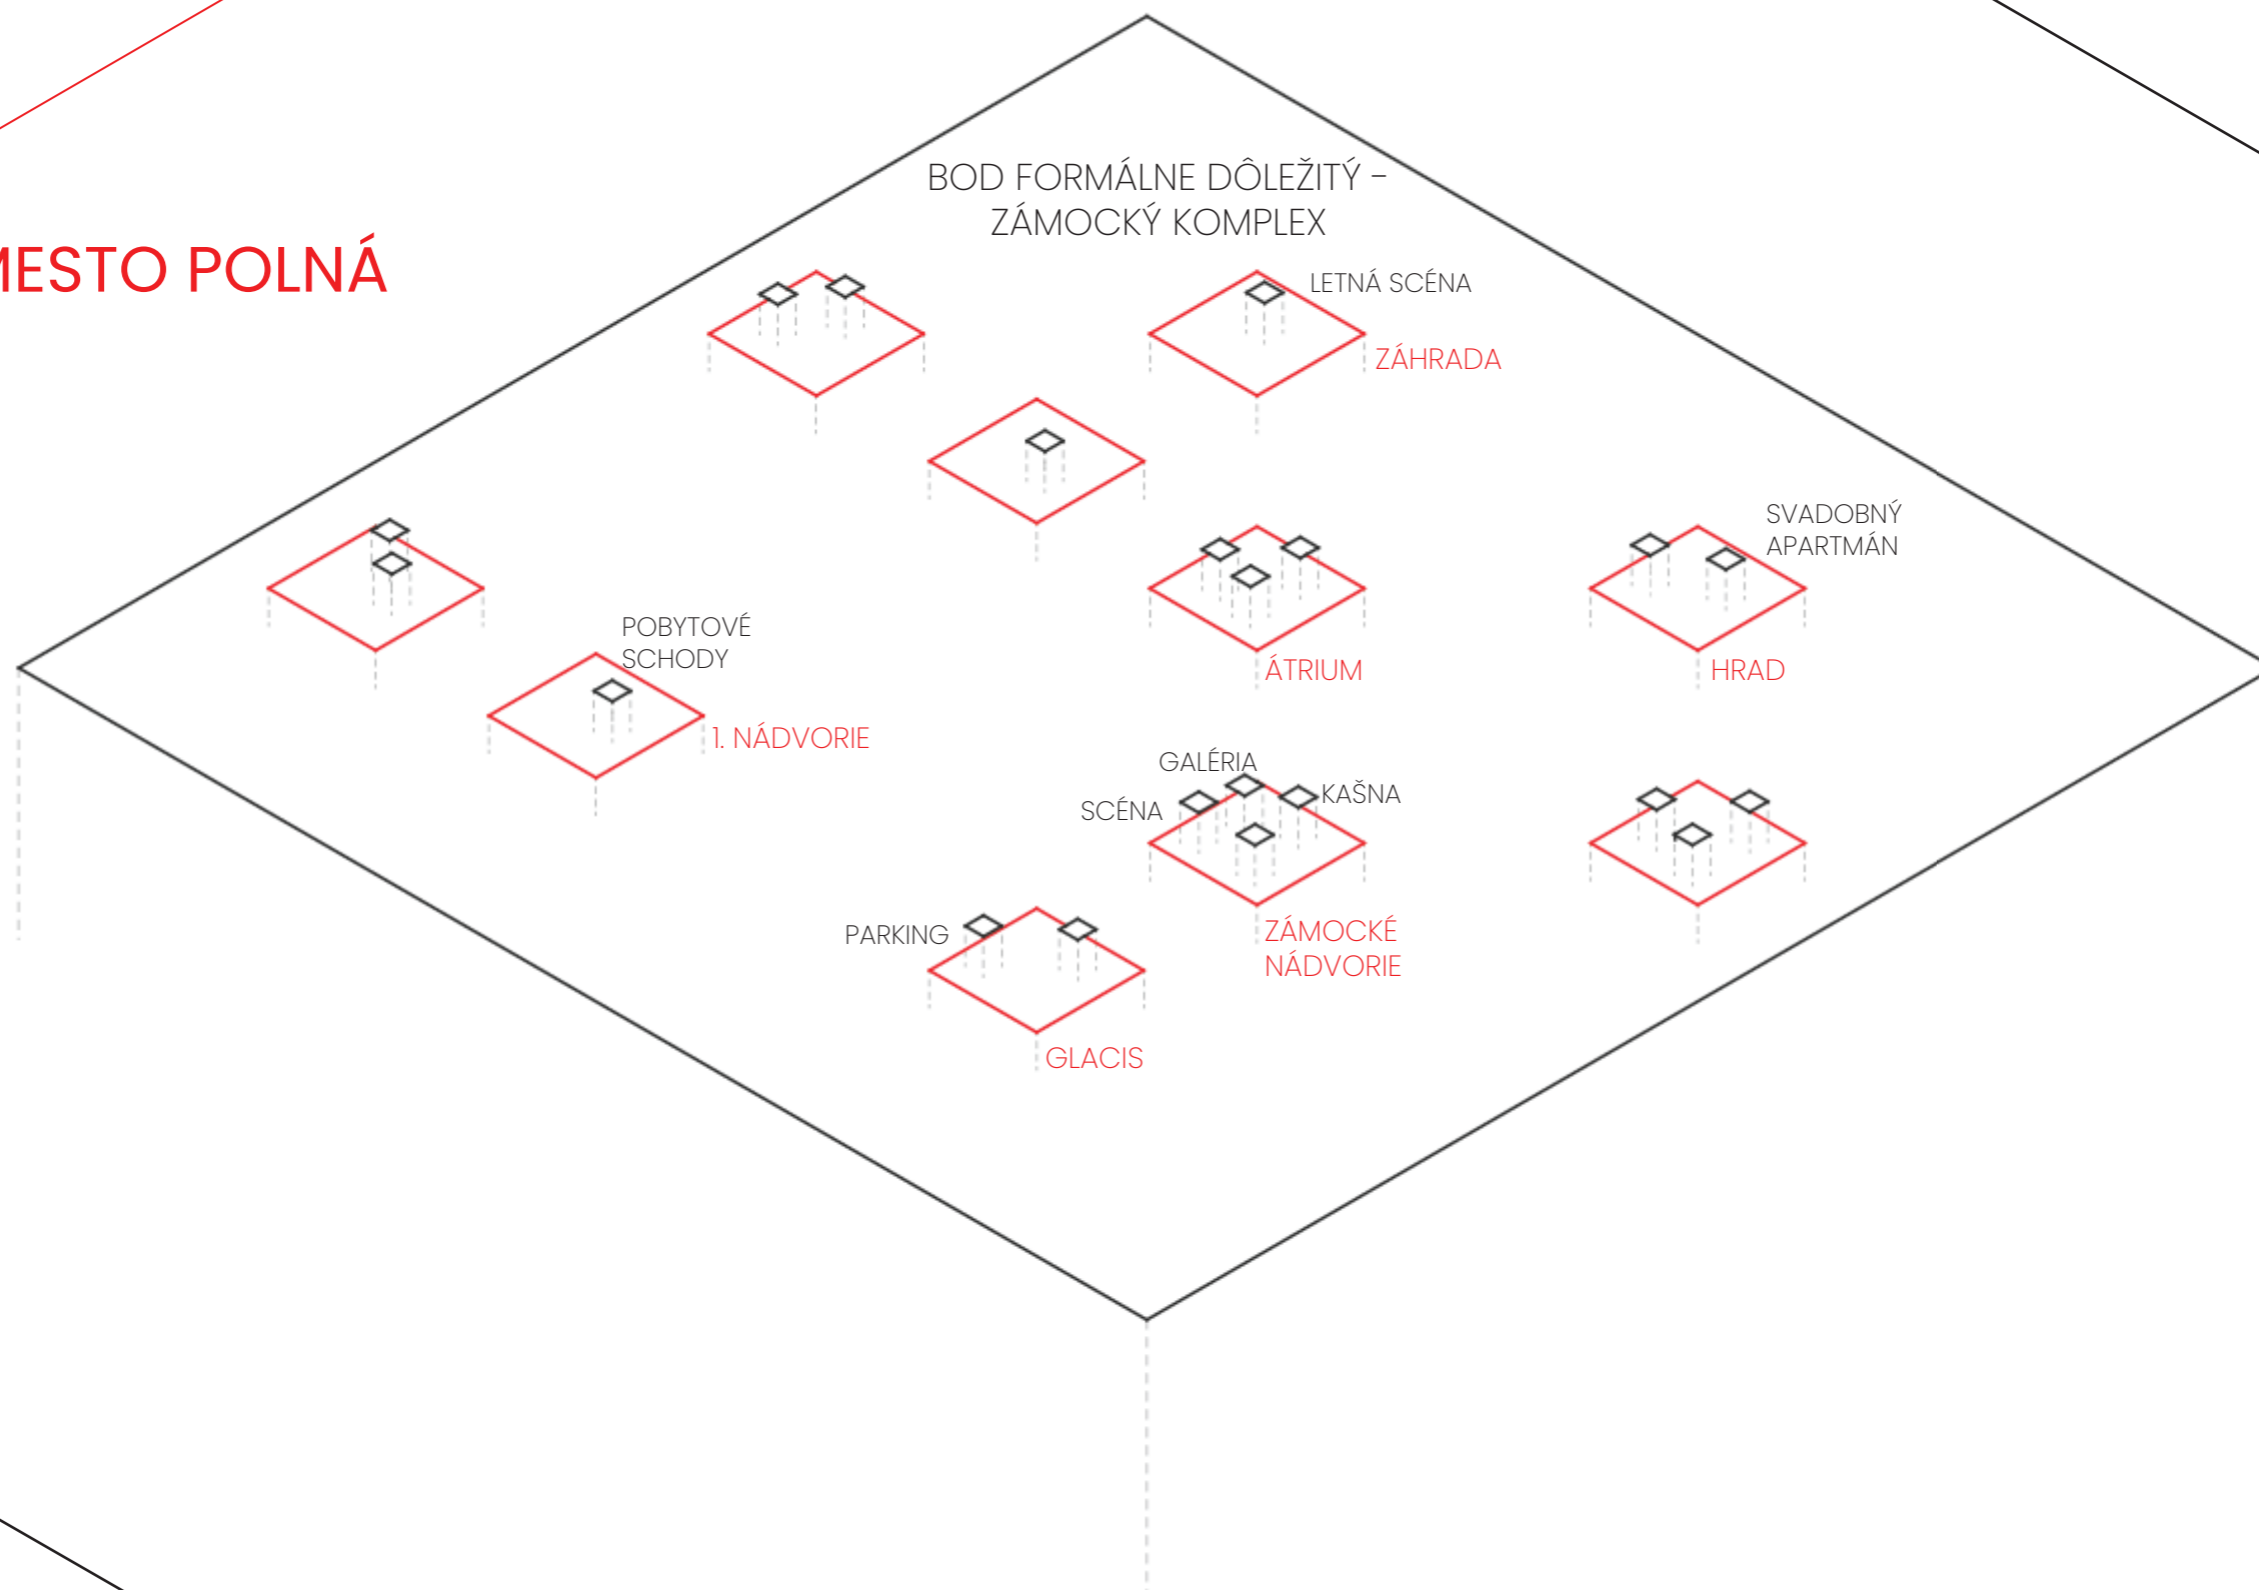 BOD FORMÁLNE DÔLEŽITÝ -
ZÁMOCKÝ KOMPLEX
MESTO POLNÁ
LETNÁ SCÉNA
ZÁHRADA
SVADOBNÝ
APARTMÁN
POBYTOVÉ
SCHODY
ÁTRIUM
HRAD
1. NÁDVORIE
GALÉRIA
KAŠNA
SCÉNA
PARKING
ZÁMOCKÉ
NÁDVORIE
GLACIS